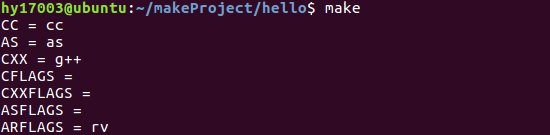 hy17003@ubuntu:~/makeProject/hello$ make
CC = cc
AS = as
CXX = g++
CFLAGS =
CXXFLAGS =
ASFLAGS =
ARFLAGS = rv